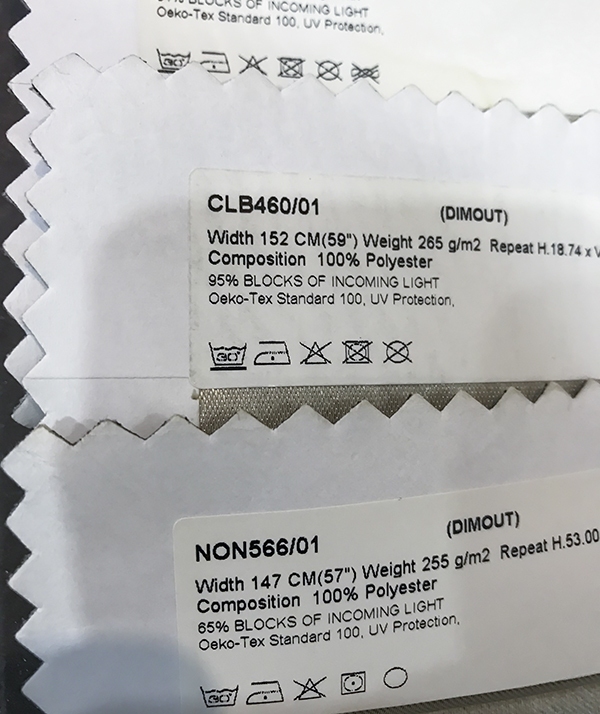 BLOCKS OF INCOMING LIGHT
Oeko-Tex Standard 100, UV Protection,
30°
CLB460/01 (DIMOUT)
Width 152 CM(59") Weight 265 g/m2 Repeat H.18.74 x V
Composition 100% Polyester
95% BLOCKS OF INCOMING LIGHT
Oeko-Tex Standard 100, UV Protection,
30°
NON566/01 (DIMOUT)
Width 147 CM(57") Weight 255 g/m2 Repeat H.53.00
Composition 100% Polyester
65% BLOCKS OF INCOMING LIGHT
Oeko-Tex Standard 100, UV Protection,
30°